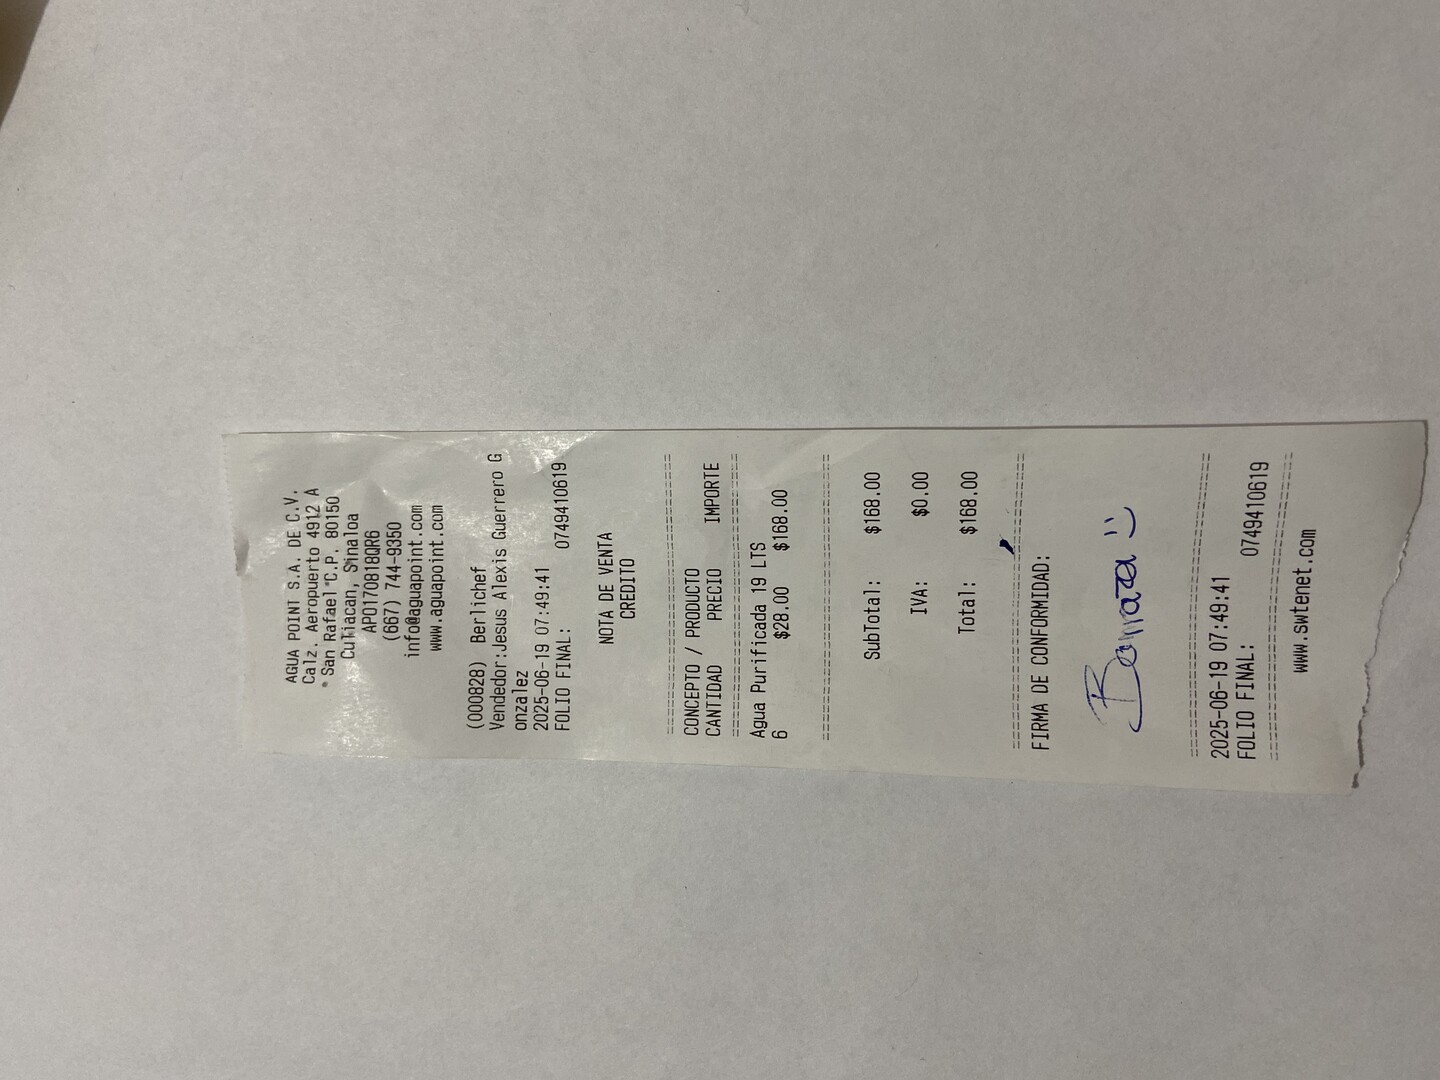 AGUA POINT S.A. DE C.V.
Calz. Aeropuerto 4912 A
San Rafael C.P. 80150
Culiacan, Sinaloa
APO170818QR6
(667) 744-9350
info@aguapoint.com
www.aguapoint.com
(000828) Berlichef
Vendedor:Jesus Alexis Guerrero G
onzalez
2025-06-19 07:49:41
FOLIO FINAL: 0749410619
NOTA DE VENTA
CREDITO
CONCEPTO / PRODUCTO
CANTIDAD PRECIO IMPORTE
Agua Purificada 19 LTS
6 $28.00 $168.00
SubTotal: $168.00
IVA: $0.00
Total: $168.00
FIRMA DE CONFORMIDAD:
2025-06-19 07:49:41
FOLIO FINAL: 0749410619
www.swtenet.com